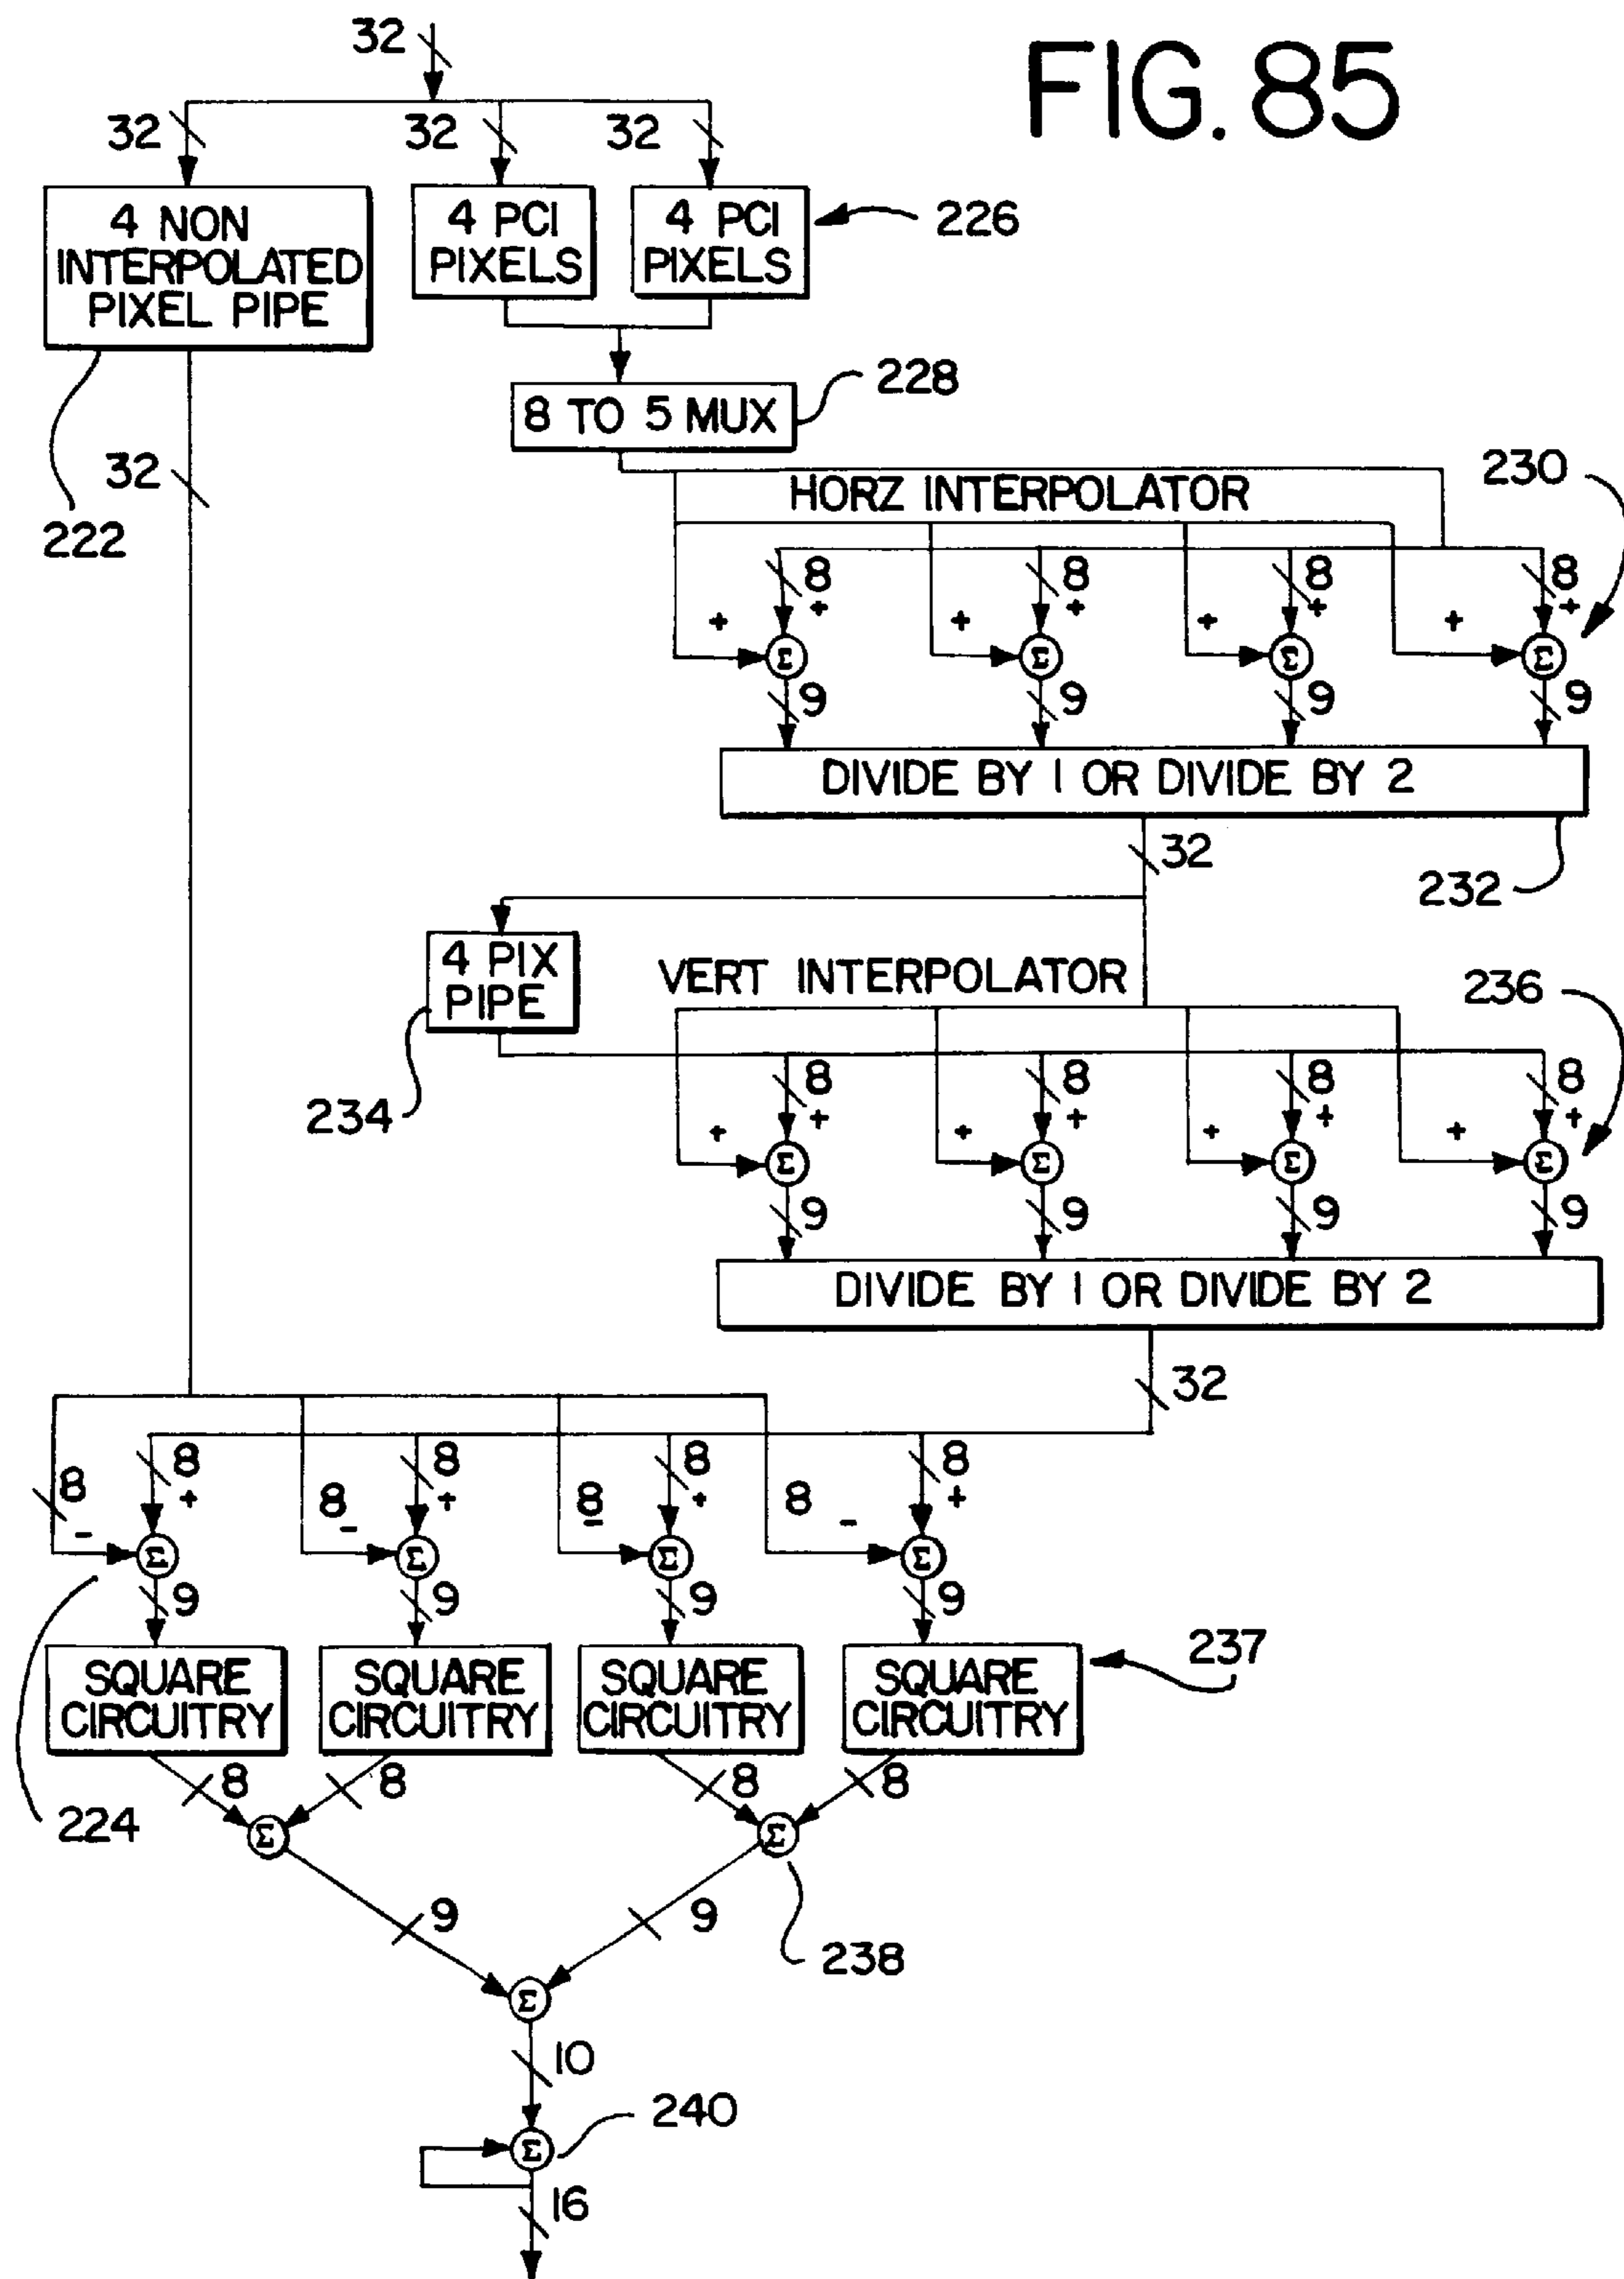 FIG. 85
32
32 32 32
4 NON
INTERPOLATED
PIXEL PIPE
4 PCI
PIXELS
4 PCI
PIXELS
226
8 TO 5 MUX
228
32
222
HORZ INTERPOLATOR
230
8 8 8 8
+ + + +
+ + + +
Σ Σ Σ Σ
9 9 9 9
DIVIDE BY 1 OR DIVIDE BY 2
32
232
4 PIX
PIPE
234
VERT INTERPOLATOR
236
8 8 8 8
+ + + +
+ + + +
Σ Σ Σ Σ
9 9 9 9
DIVIDE BY 1 OR DIVIDE BY 2
32
8 8 8 8
+ + + +
8 8 8 8
- - - -
Σ Σ Σ Σ
9 9 9 9
224
SQUARE
CIRCUITRY
SQUARE
CIRCUITRY
SQUARE
CIRCUITRY
SQUARE
CIRCUITRY
237
8 8 8 8
Σ Σ
238
9 9
Σ
10
240
Σ
16